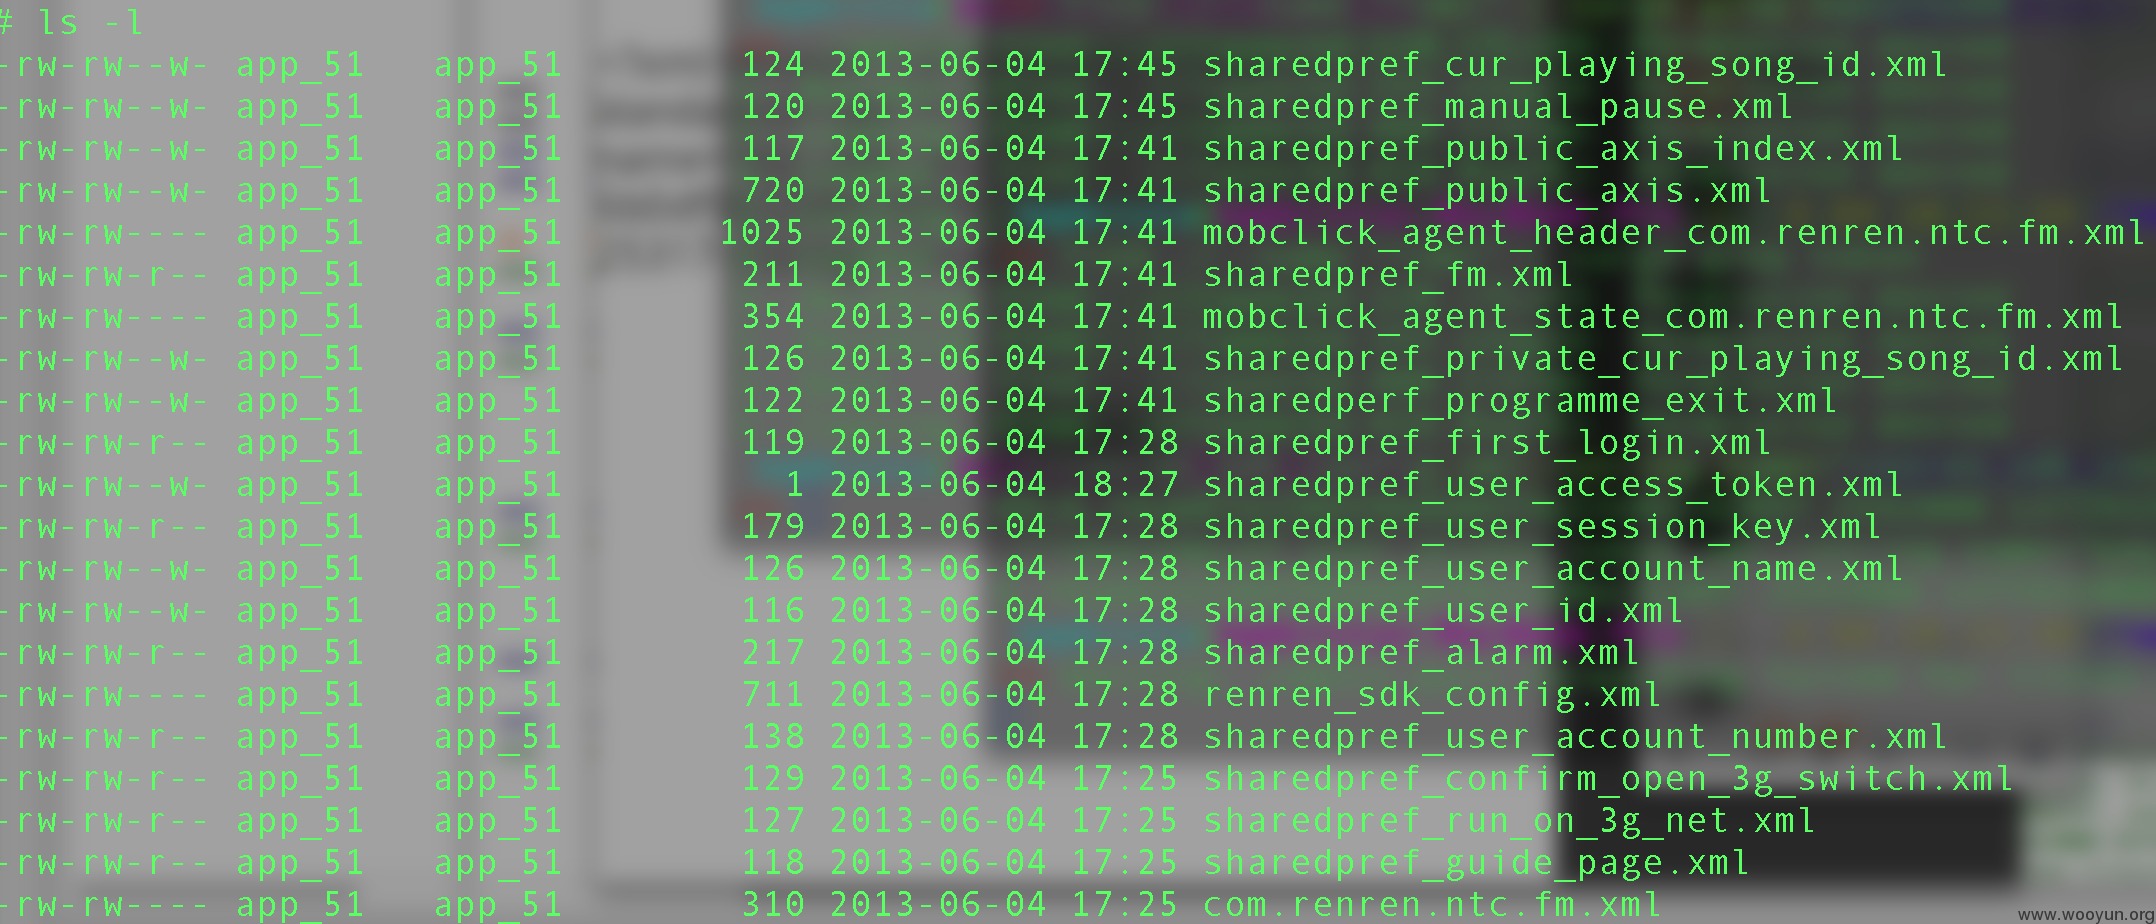 # ls -l
-rw-rw--w- app_51   app_51        124 2013-06-04 17:45 sharedpref_cur_playing_song_id.xml
-rw-rw--w- app_51   app_51        120 2013-06-04 17:45 sharedpref_manual_pause.xml
-rw-rw--w- app_51   app_51        117 2013-06-04 17:41 sharedpref_public_axis_index.xml
-rw-rw--w- app_51   app_51        720 2013-06-04 17:41 sharedpref_public_axis.xml
-rw-rw---- app_51   app_51       1025 2013-06-04 17:41 mobclick_agent_header_com.renren.ntc.fm.xml
-rw-rw-r-- app_51   app_51        211 2013-06-04 17:41 sharedpref_fm.xml
-rw-rw---- app_51   app_51        354 2013-06-04 17:41 mobclick_agent_state_com.renren.ntc.fm.xml
-rw-rw--w- app_51   app_51        126 2013-06-04 17:41 sharedpref_private_cur_playing_song_id.xml
-rw-rw--w- app_51   app_51        122 2013-06-04 17:41 sharedperf_programme_exit.xml
-rw-rw-r-- app_51   app_51        119 2013-06-04 17:28 sharedpref_first_login.xml
-rw-rw--w- app_51   app_51          1 2013-06-04 18:27 sharedpref_user_access_token.xml
-rw-rw-r-- app_51   app_51        179 2013-06-04 17:28 sharedpref_user_session_key.xml
-rw-rw--w- app_51   app_51        126 2013-06-04 17:28 sharedpref_user_account_name.xml
-rw-rw--w- app_51   app_51        116 2013-06-04 17:28 sharedpref_user_id.xml
-rw-rw-r-- app_51   app_51        217 2013-06-04 17:28 sharedpref_alarm.xml
-rw-rw---- app_51   app_51        711 2013-06-04 17:28 renren_sdk_config.xml
-rw-rw-r-- app_51   app_51        138 2013-06-04 17:28 sharedpref_user_account_number.xml
-rw-rw-r-- app_51   app_51        129 2013-06-04 17:25 sharedpref_confirm_open_3g_switch.xml
-rw-rw-r-- app_51   app_51        127 2013-06-04 17:25 sharedpref_run_on_3g_net.xml
-rw-rw-r-- app_51   app_51        118 2013-06-04 17:25 sharedpref_guide_page.xml
-rw-rw---- app_51   app_51        310 2013-06-04 17:25 com.renren.ntc.fm.xml
www.wooyun.org